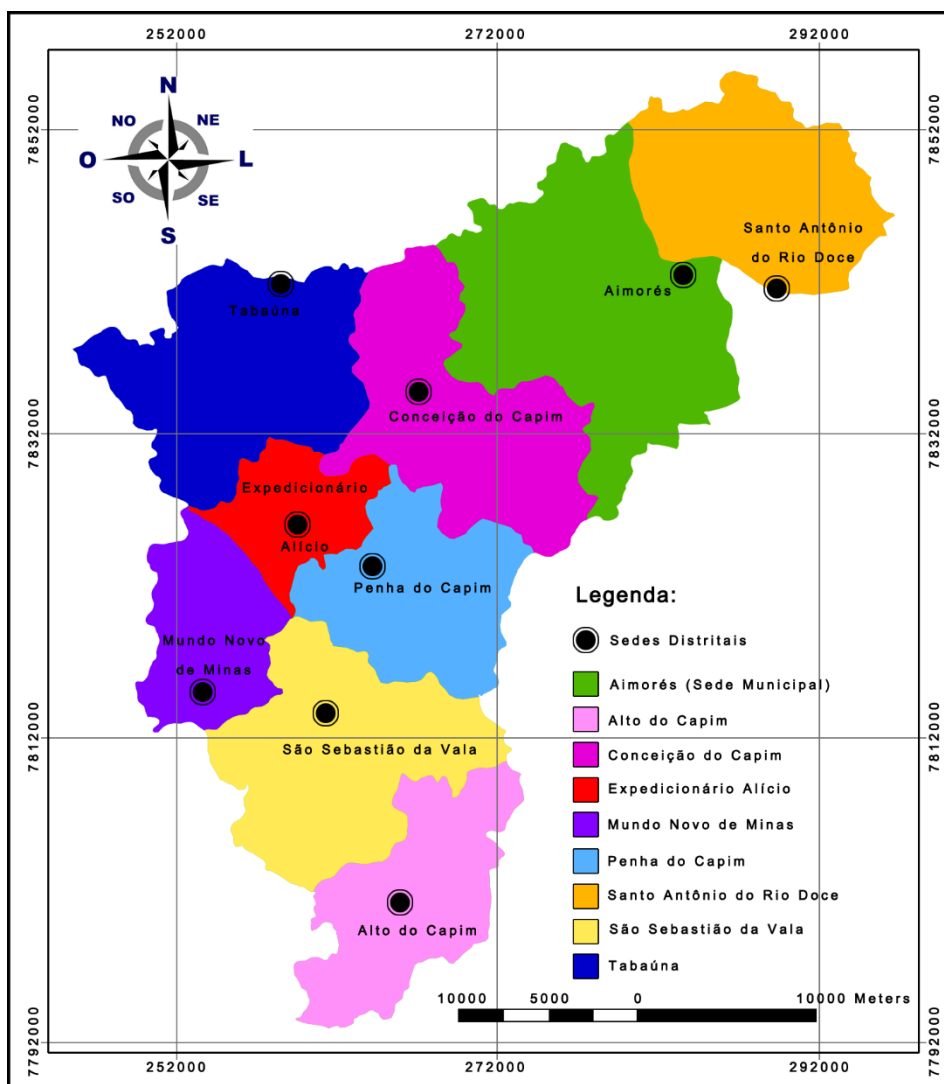 252000 272000 292000
N
NO NE
O L
SO SE
S
7852000 7852000
Santo Antônio
do Rio Doce
Aimorés
Tabaúna
Conceição do Capim
7832000 7832000
Expedicionário
Alício
Penha do Capim
Mundo Novo
de Minas
São Sebastião da Vala
7812000 7812000
Alto do Capim
Legenda:
Sedes Distritais
Aimorés (Sede Municipal)
Alto do Capim
Conceição do Capim
Expedicionário Alício
Mundo Novo de Minas
Penha do Capim
Santo Antônio do Rio Doce
São Sebastião da Vala
Tabaúna
10000 5000 0 10000 Meters
7792000 7792000
252000 272000 292000